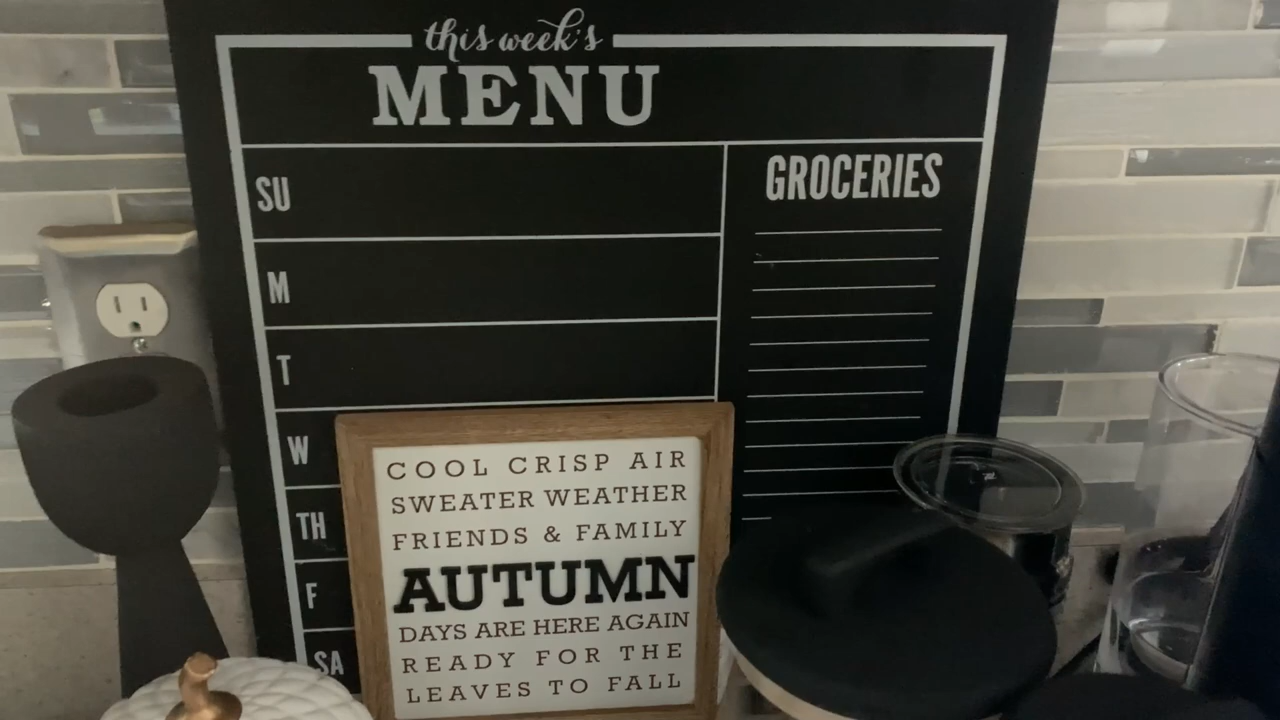 this week's
MENU
GROCERIES
SU
M
T
W
TH
F
SA
COOL CRISP AIR
SWEATER WEATHER
FRIENDS & FAMILY
AUTUMN
DAYS ARE HERE AGAIN
READY FOR THE
LEAVES TO FALL